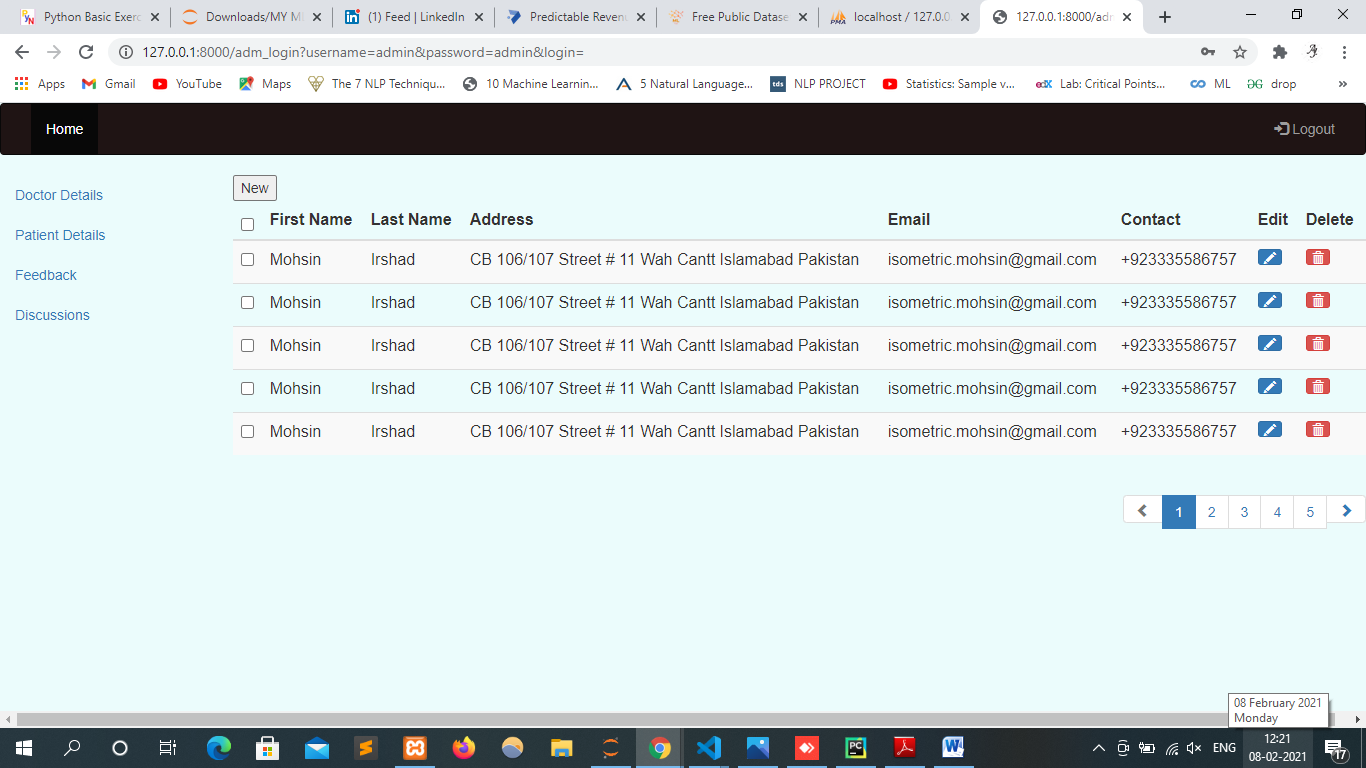 Python Basic Exerc
Downloads/MY M
(1) Feed | LinkedIn
Predictable Revenu
Free Public Datase
localhost / 127.0.0
127.0.0.1:8000/adm
127.0.0.1:8000/adm_login?username=admin&password=admin&login=
Apps Gmail YouTube Maps The 7 NLP Technique... 10 Machine Learnin... 5 Natural Language... NLP PROJECT Statistics: Sample v... Lab: Critical Points... ML drop »
Home Logout
Doctor Details
Patient Details
Feedback
Discussions
New
First Name Last Name Address Email Contact Edit Delete
Mohsin Irshad CB 106/107 Street # 11 Wah Cantt Islamabad Pakistan isometric.mohsin@gmail.com +923335586757
Mohsin Irshad CB 106/107 Street # 11 Wah Cantt Islamabad Pakistan isometric.mohsin@gmail.com +923335586757
Mohsin Irshad CB 106/107 Street # 11 Wah Cantt Islamabad Pakistan isometric.mohsin@gmail.com +923335586757
Mohsin Irshad CB 106/107 Street # 11 Wah Cantt Islamabad Pakistan isometric.mohsin@gmail.com +923335586757
Mohsin Irshad CB 106/107 Street # 11 Wah Cantt Islamabad Pakistan isometric.mohsin@gmail.com +923335586757
1 2 3 4 5
08 February 2021
Monday
ENG
12:21
08-02-2021
17